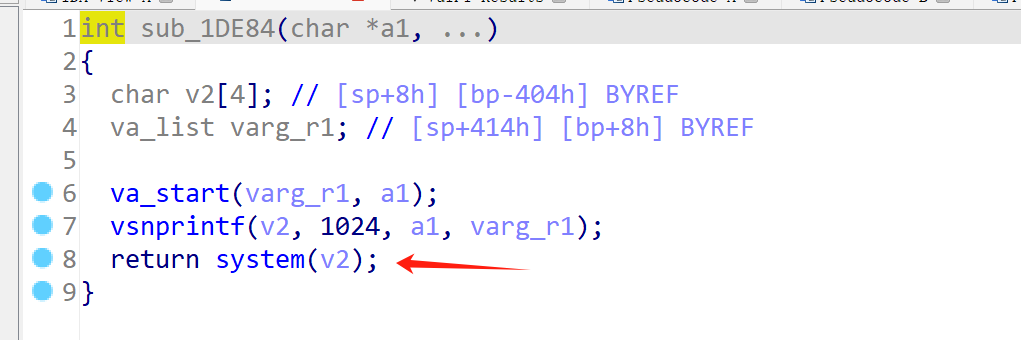 1 int sub_1DE84(char *a1, ...)
2 {
3 char v2[4]; // [sp+8h] [bp-404h] BYREF
4 va_list varg_r1; // [sp+414h] [bp+8h] BYREF
5
6 va_start(varg_r1, a1);
7 vsnprintf(v2, 1024, a1, varg_r1);
8 return system(v2);
9 }